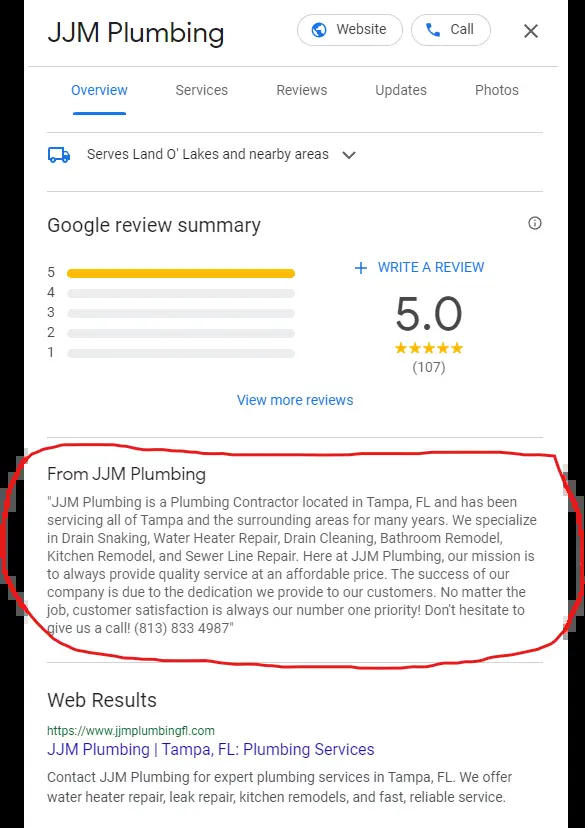 JJM Plumbing
Website
Call
Overview
Services
Reviews
Updates
Photos
Serves Land O' Lakes and nearby areas
Google review summary
5
4
3
2
1
WRITE A REVIEW
5.0
(107)
View more reviews
From JJM Plumbing
"JJM Plumbing is a Plumbing Contractor located in Tampa, FL and has been
servicing all of Tampa and the surrounding areas for many years. We specialize
in Drain Snaking, Water Heater Repair, Drain Cleaning, Bathroom Remodel,
Kitchen Remodel, and Sewer Line Repair. Here at JJM Plumbing, our mission is
to always provide quality service at an affordable price. The success of our
company is due to the dedication we provide to our customers. No matter the
job, customer satisfaction is always our number one priority! Don't hesitate to
give us a call! (813) 833 4987"
Web Results
https://www.jjmplumbingfl.com
JJM Plumbing | Tampa, FL: Plumbing Services
Contact JJM Plumbing for expert plumbing services in Tampa, FL. We offer
water heater repair, leak repair, kitchen remodels, and fast, reliable service.